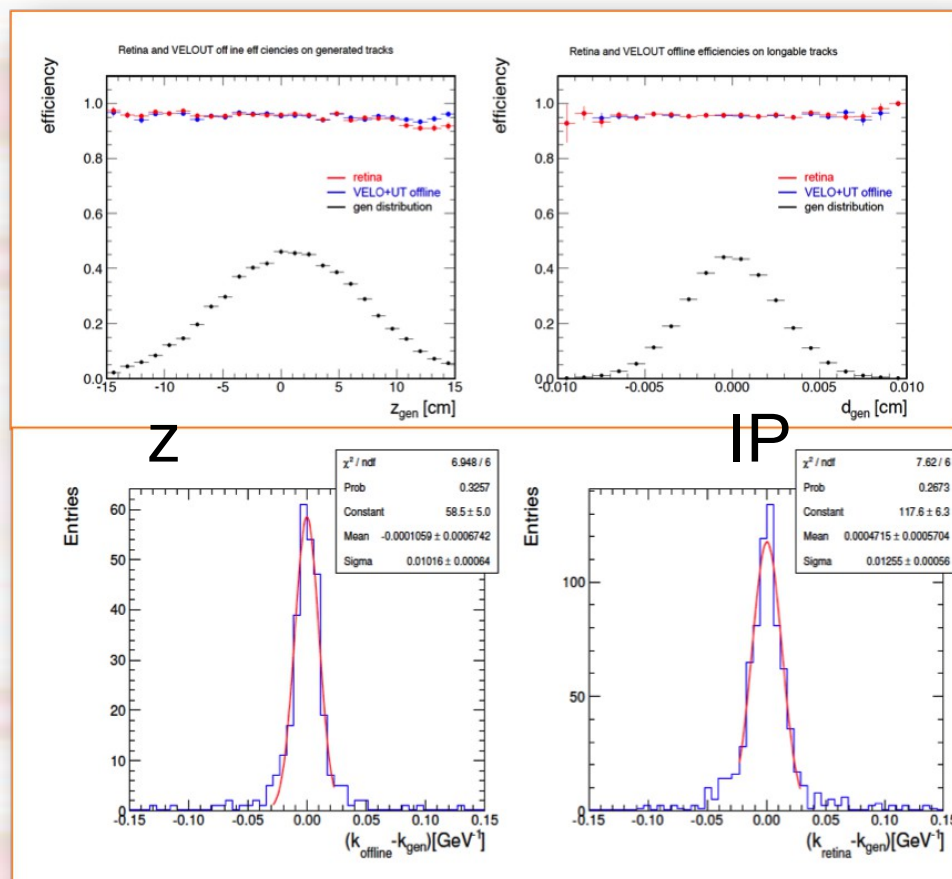 Retina and VELOUT off ine eff ciencies on generated tracks
efficiency
1.0
0.8
0.6
0.4
0.2
0.0
retina
VELO+UT offline
gen distribution
-15 -10 -5 0 5 10 15
z_gen [cm]
Retina and VELOUT offline efficiencies on longable tracks
efficiency
1.0
0.8
0.6
0.4
0.2
0.0
retina
VELO+UT offline
gen distribution
-0.010 -0.005 0.000 0.005 0.010
d_gen [cm]
z
IP
Entries
60
50
40
30
20
10
0
χ² / ndf 6.948 / 6
Prob 0.3257
Constant 58.5 ± 5.0
Mean -0.0001059 ± 0.0006742
Sigma 0.01016 ± 0.00064
-0.15 -0.10 -0.05 0.00 0.05 0.10 0.15
(k_offline -k_gen)[GeV⁻¹]
Entries
100
50
0
χ² / ndf 7.62 / 6
Prob 0.2673
Constant 117.6 ± 6.3
Mean 0.0004715 ± 0.0005704
Sigma 0.01255 ± 0.00056
-0.15 -0.10 -0.05 0.00 0.05 0.10 0.15
(k_retina -k_gen)[GeV⁻¹]